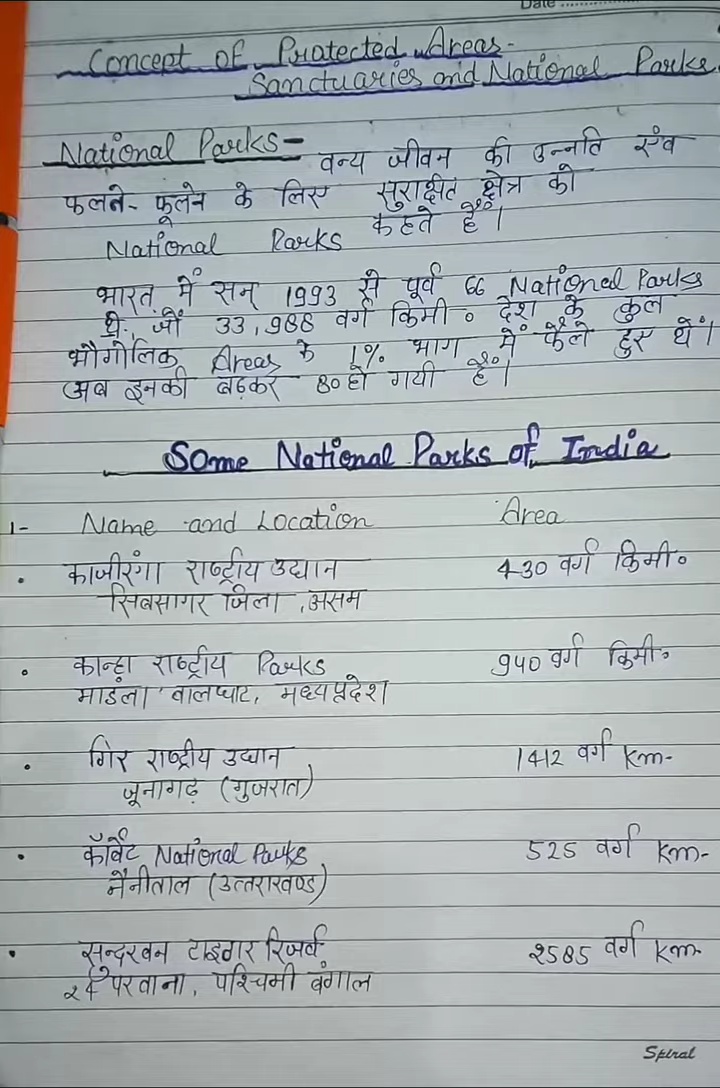 Date
Concept of Protected Areas-
Sanctuaries and National Parks
National Parks- वन्य जीवन की उन्नति एंव
फलने-फूलने के लिए सुरक्षित क्षेत्र को
National Parks कहते हैं।
भारत में सन् 1993 से पूर्व 66 National Parks
थे, जों 33,988 वर्ग किमी० देश के कुल
भौगोलिक Areas के 1% भाग में फैले हुए थे।
अब इनकी बढ़कर 80 हो गयी है।
Some National Parks of India
1- Name and Location Area
• काजीरंगा राष्ट्रीय उद्यान 430 वर्ग किमी०
सिबसागर जिला, असम
• कान्हा राष्ट्रीय Parks 940 वर्ग किमी०
माडंला बालघाट, मध्यप्रदेश
• गिर राष्ट्रीय उद्यान 1412 वर्ग Km-
जूनागढ़ (गुजरात)
• कॉर्बेट National Parks 525 वर्ग Km-
नैनीताल (उत्तराखण्ड)
• सुन्दरवन टाइगर रिजर्व 2585 वर्ग Km-
24 परवाना, पश्चिमी बंगाल
Spiral